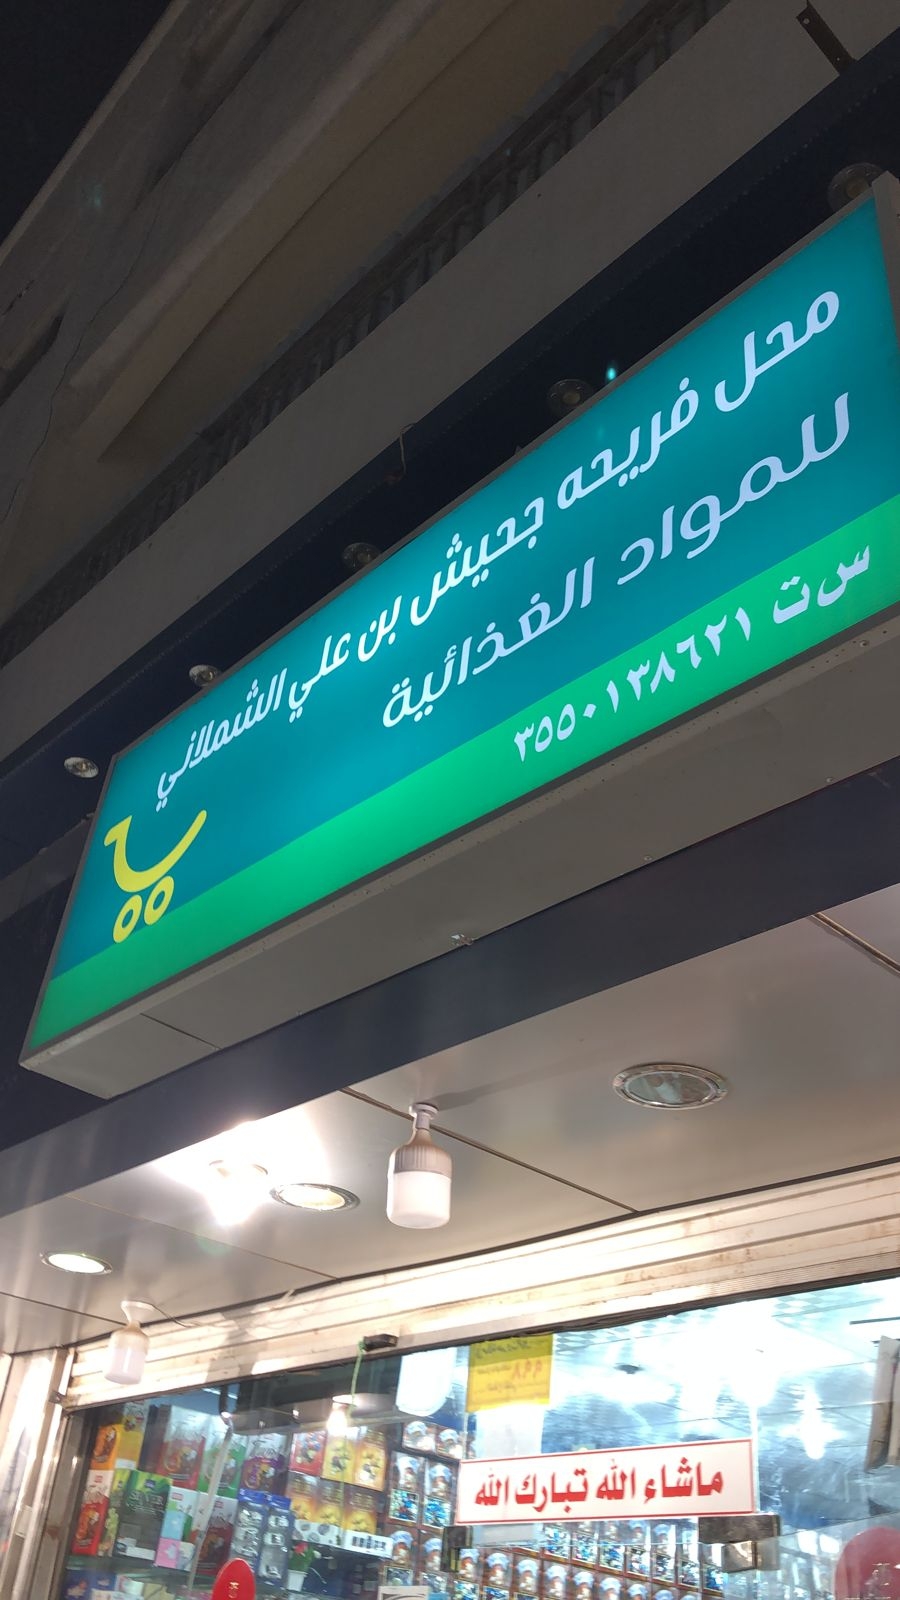 محل فريحه جحيش بن علي الشملاني
للمواد الغذائية
س ت ٣٥٥٠١٣٨٦٢١
ماشاء الله تبارك الله